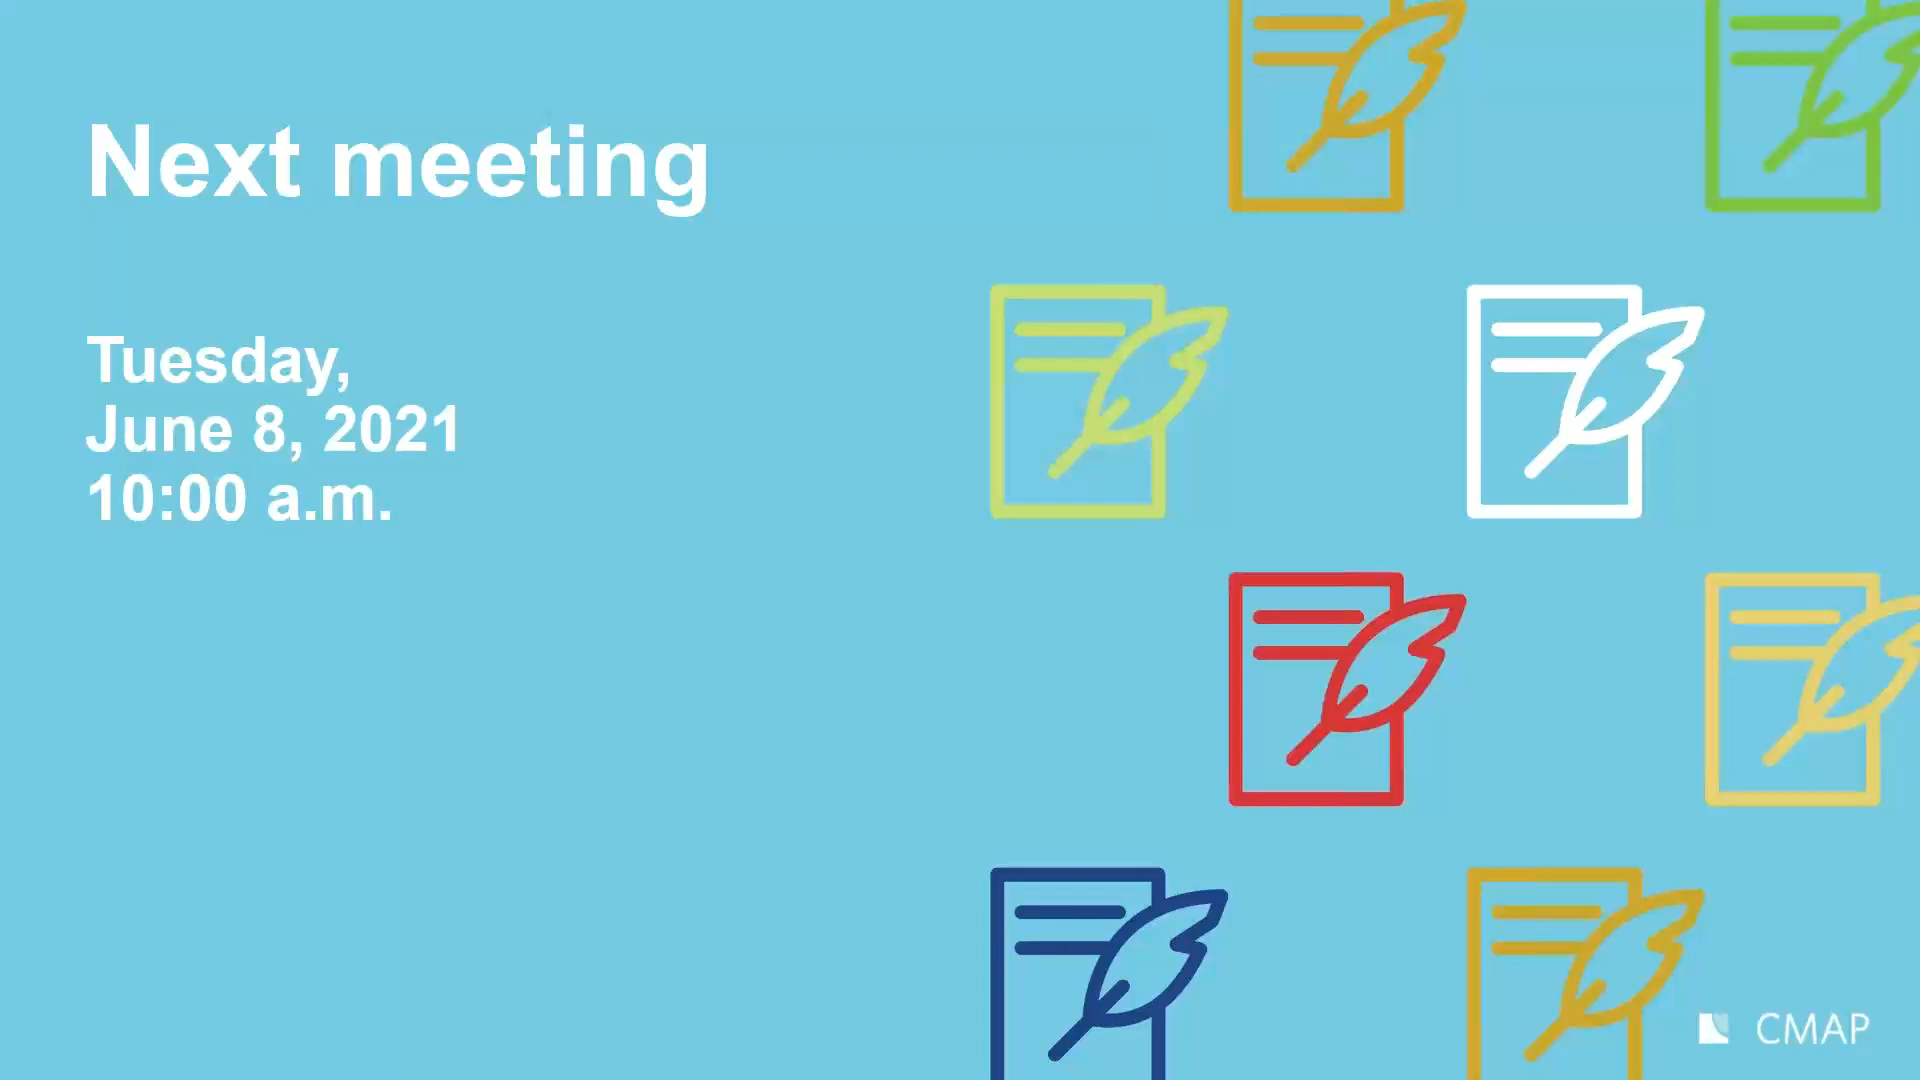 Next meeting
Tuesday,
June 8, 2021
10:00 a.m.
CMAP